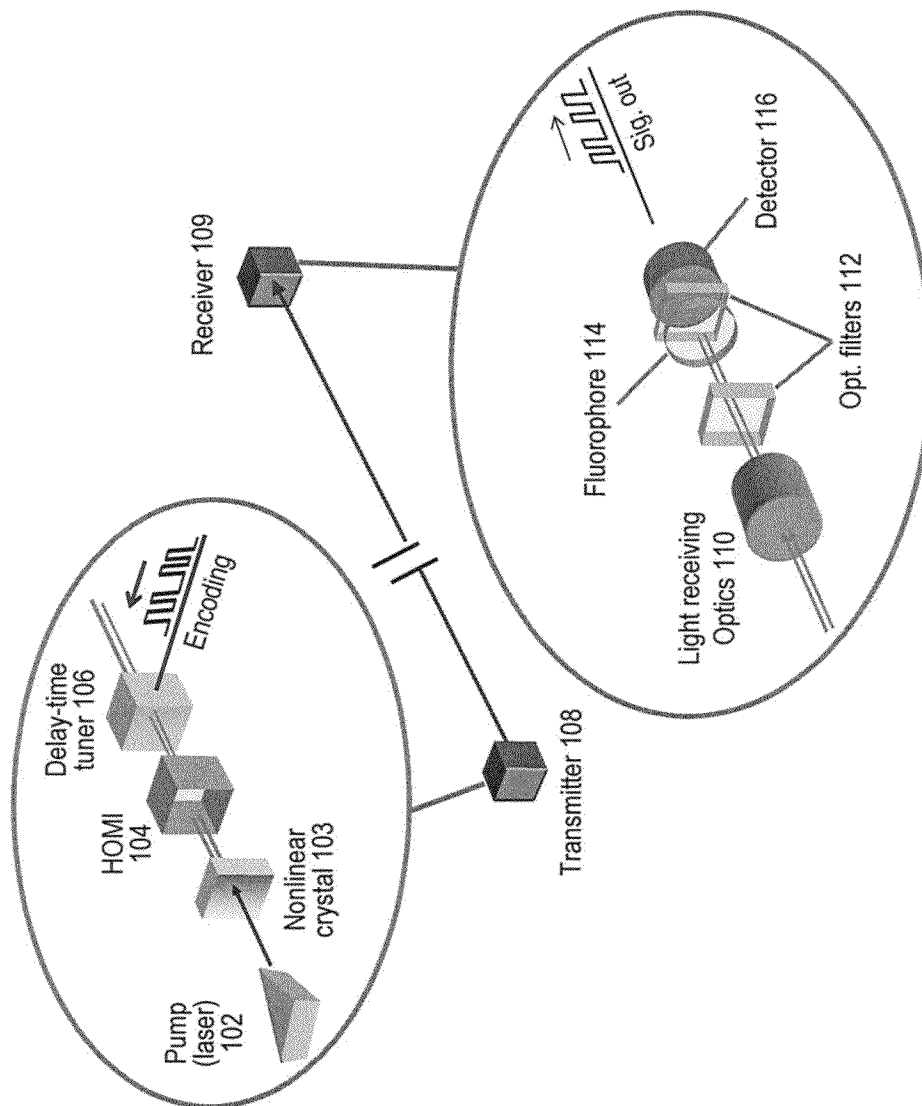 Pump
(laser)
102
Nonlinear
crystal 103
HOMI
104
Delay-time
tuner 106
Encoding
Transmitter 108
Receiver 109
Light receiving
Optics 110
Opt. filters 112
Fluorophore 114
Detector 116
Sig. out